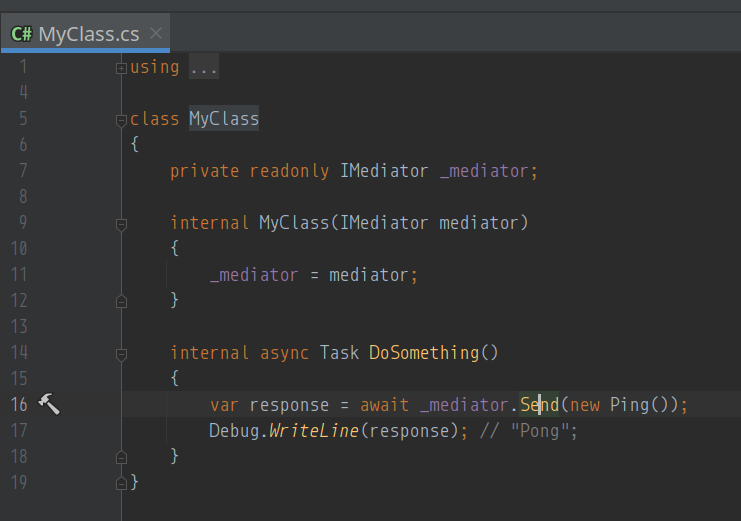 C# MyClass.cs ×
1 using ...
4
5 class MyClass
6 {
7 private readonly IMediator _mediator;
8
9 internal MyClass(IMediator mediator)
10 {
11 _mediator = mediator;
12 }
13
14 internal async Task DoSomething()
15 {
16 var response = await _mediator.Send(new Ping());
17 Debug.WriteLine(response); // "Pong";
18 }
19 }